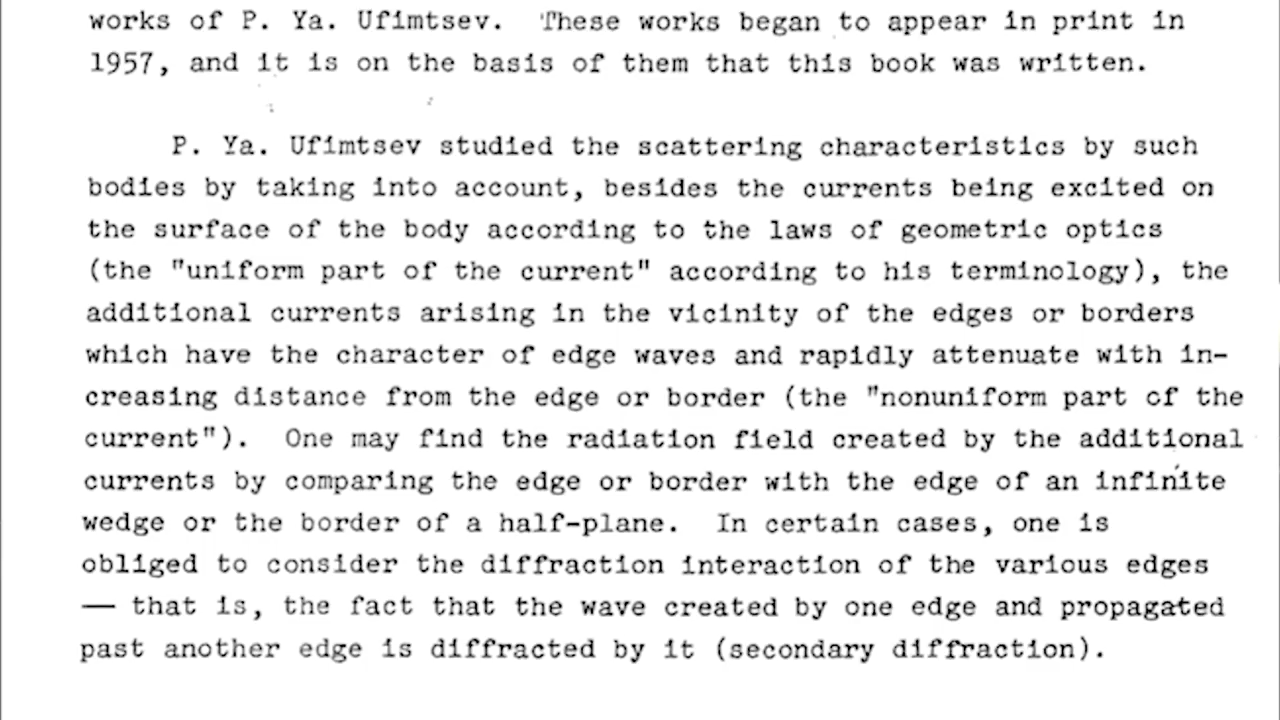 works of P. Ya. Ufimtsev. These works began to appear in print in
1957, and it is on the basis of them that this book was written.
P. Ya. Ufimtsev studied the scattering characteristics by such
bodies by taking into account, besides the currents being excited on
the surface of the body according to the laws of geometric optics
(the "uniform part of the current" according to his terminology), the
additional currents arising in the vicinity of the edges or borders
which have the character of edge waves and rapidly attenuate with in-
creasing distance from the edge or border (the "nonuniform part of the
current"). One may find the radiation field created by the additional
currents by comparing the edge or border with the edge of an infinite
wedge or the border of a half-plane. In certain cases, one is
obliged to consider the diffraction interaction of the various edges
— that is, the fact that the wave created by one edge and propagated
past another edge is diffracted by it (secondary diffraction).